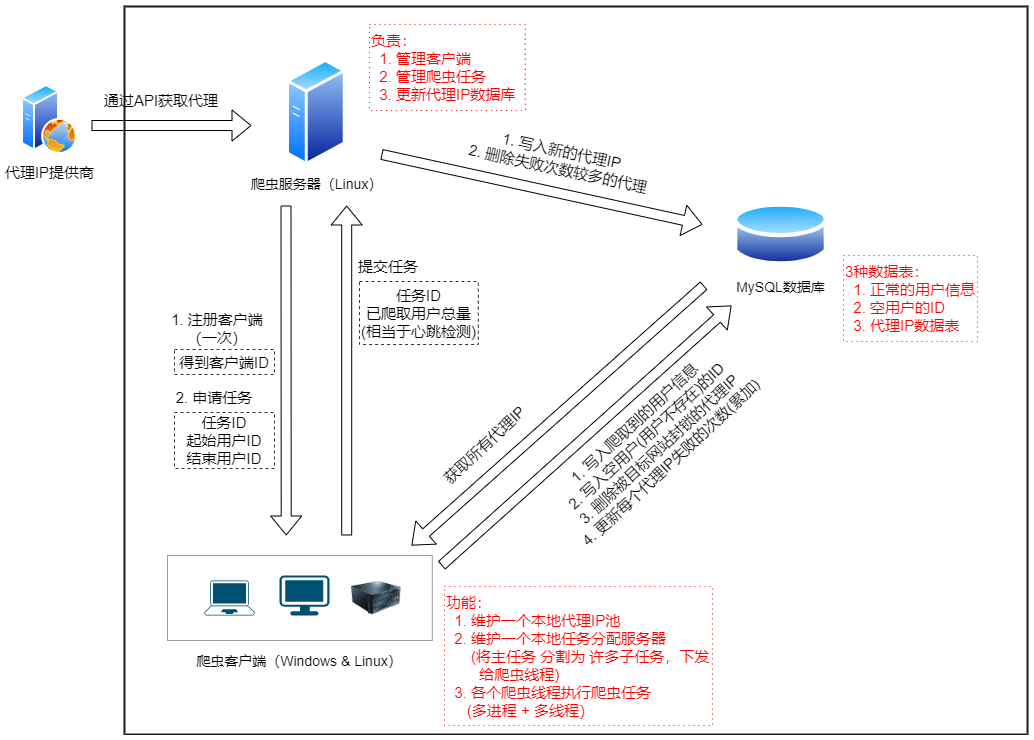 负责：
1. 管理客户端
2. 管理爬虫任务
3. 更新代理IP数据库
通过API获取代理
代理IP提供商
爬虫服务器（Linux）
1. 写入新的代理IP
2. 删除失败次数较多的代理
MySQL数据库
3种数据表：
1. 正常的用户信息
2. 空用户的ID
3. 代理IP数据表
提交任务
任务ID
已爬取用户总量
(相当于心跳检测)
1. 注册客户端
(一次)
得到客户端ID
2. 申请任务
任务ID
起始用户ID
结束用户ID
获取所有代理IP
1. 写入爬取到的用户信息
2. 写入空用户(用户不存在)的ID
3. 删除被目标网站封锁的代理IP
4. 更新每个代理IP失败的次数(累加)
爬虫客户端（Windows & Linux）
功能：
1. 维护一个本地代理IP池
2. 维护一个本地任务分配服务器
(将主任务 分割为 许多子任务，下发
给爬虫线程)
3. 各个爬虫线程执行爬虫任务
(多进程 + 多线程)